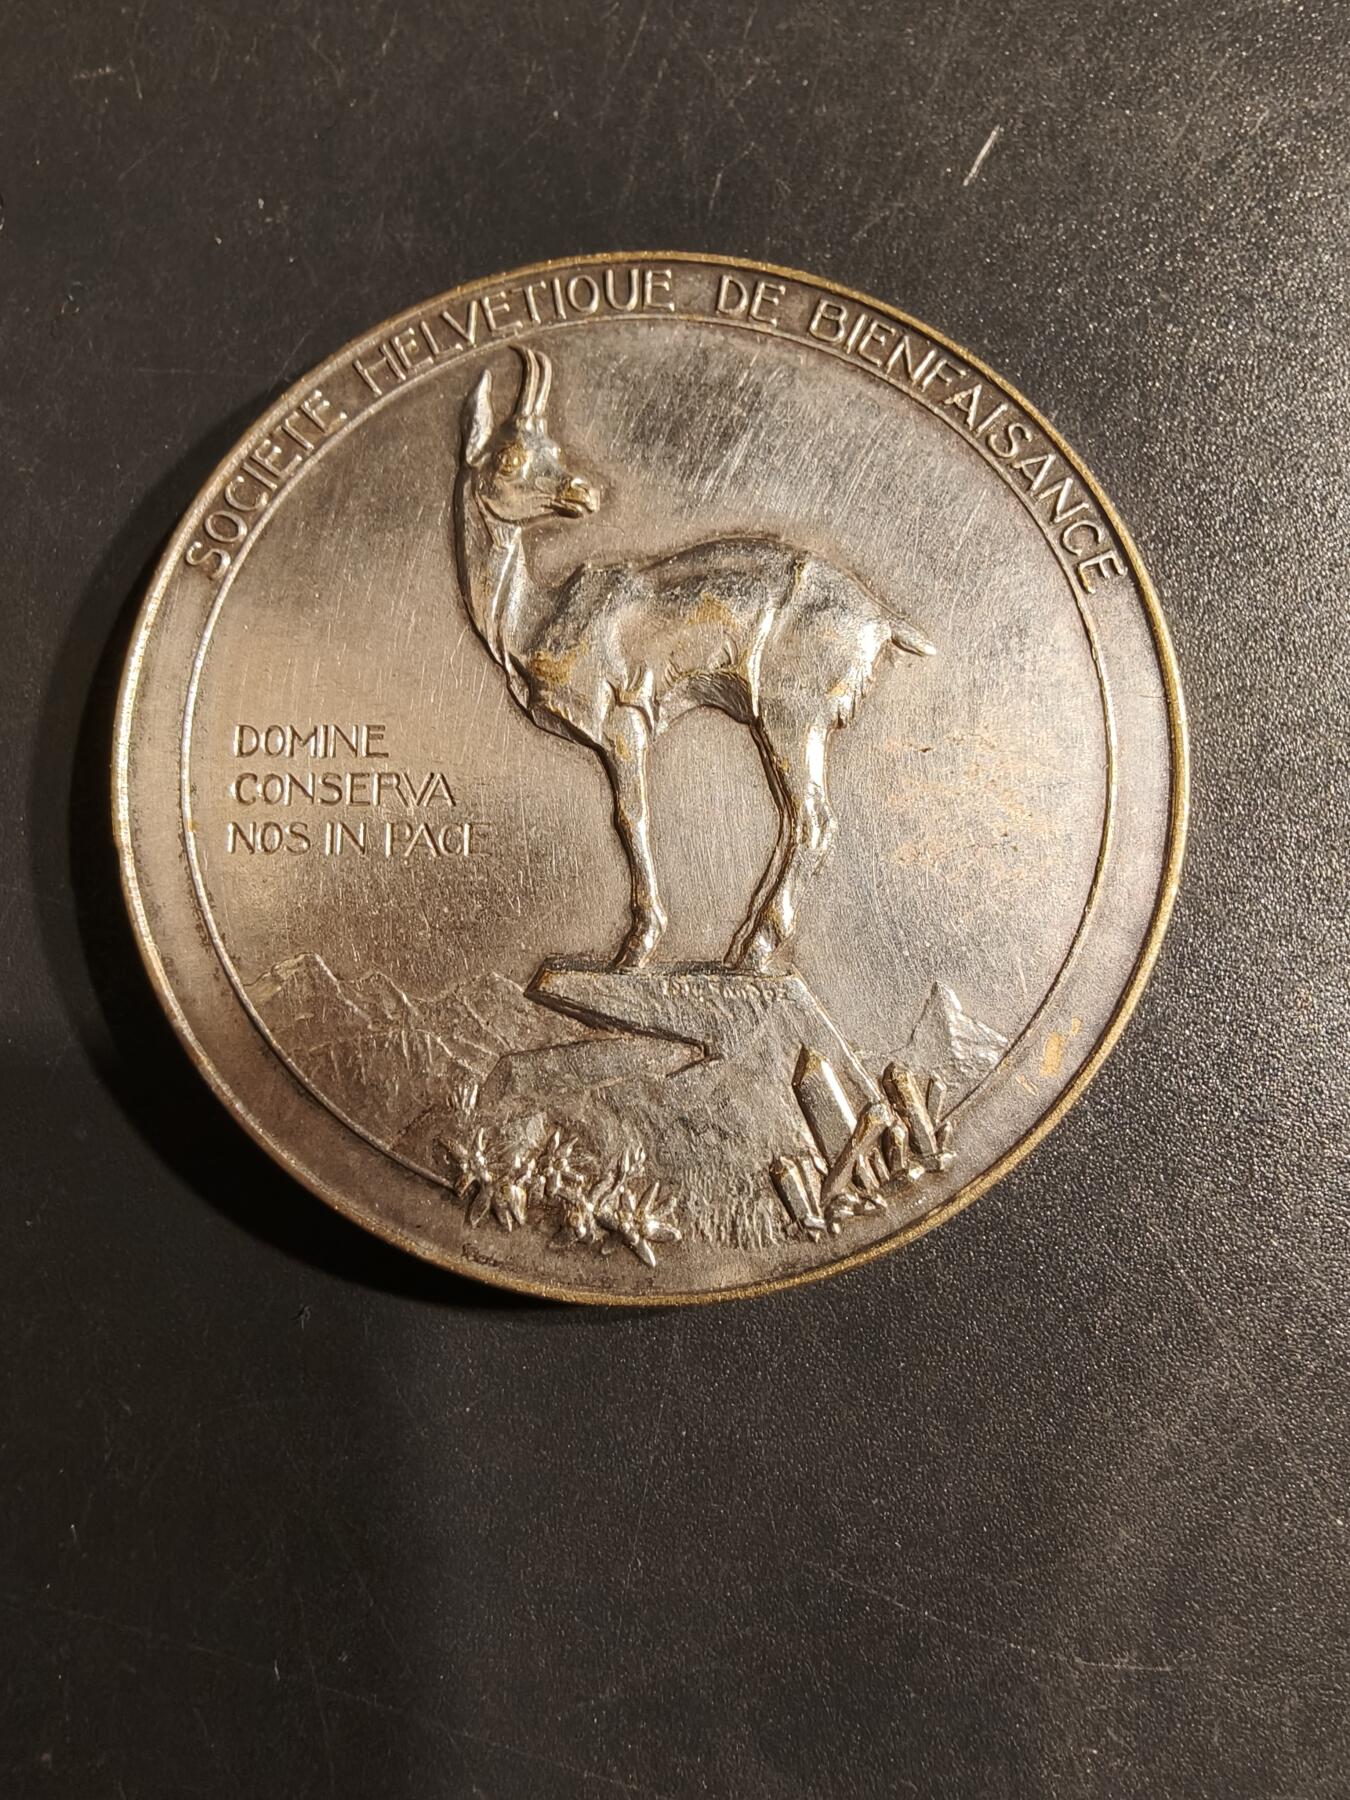 SOCIETE HELVETIQUE DE BIENFAISANCE
DOMINE
CONSERVA
NOS IN PACE